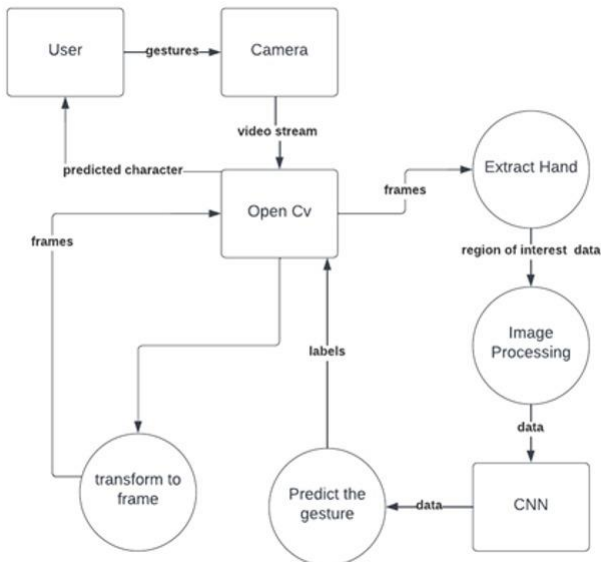 User
gestures
Camera
video stream
predicted character
Open Cv
frames
Extract Hand
region of interest data
frames
labels
Image
Processing
data
transform to
frame
Predict the
gesture
data
CNN